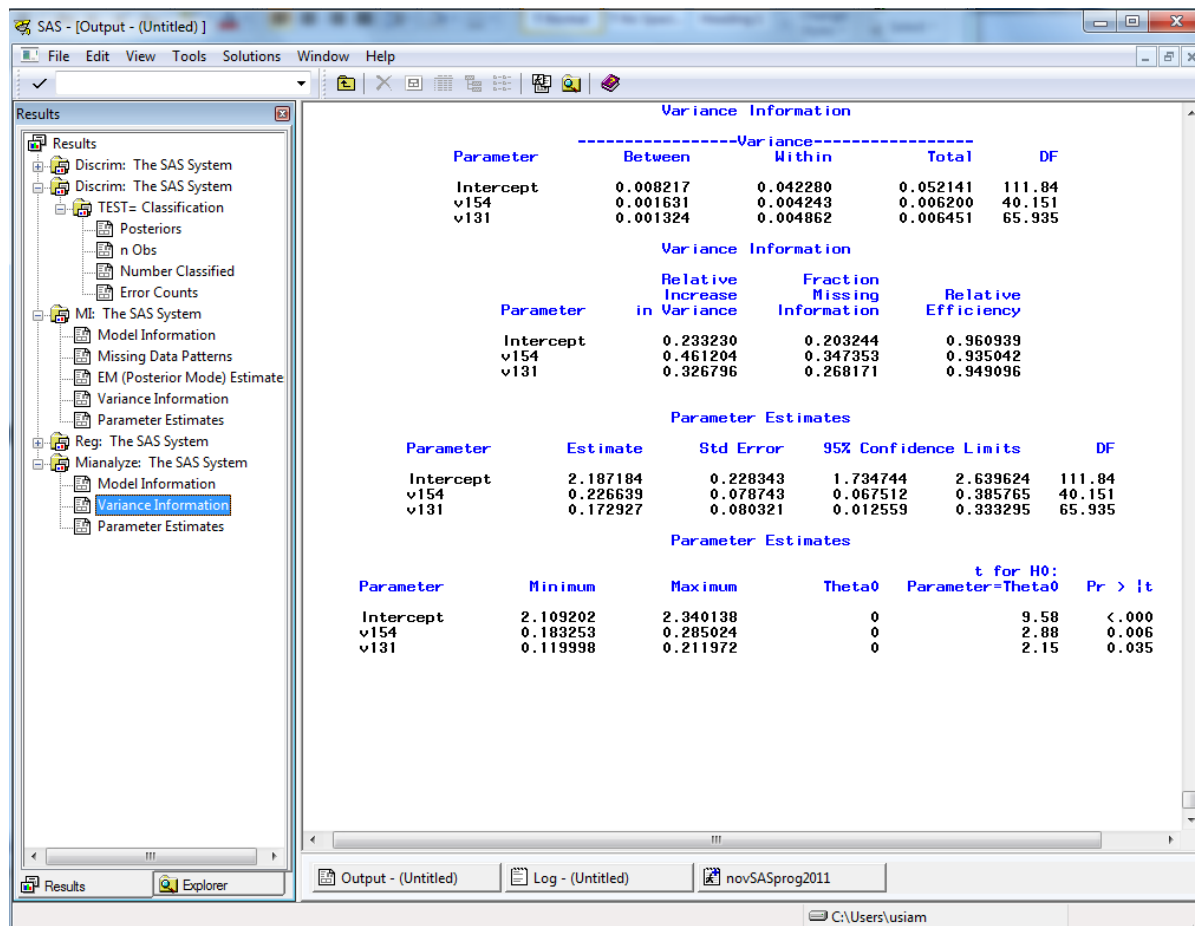 SAS - [Output - (Untitled) ]
File Edit View Tools Solutions Window Help
Results
Results
Discrim: The SAS System
Discrim: The SAS System
TEST= Classification
Posteriors
n Obs
Number Classified
Error Counts
MI: The SAS System
Model Information
Missing Data Patterns
EM (Posterior Mode) Estimate
Variance Information
Parameter Estimates
Reg: The SAS System
Mianalyze: The SAS System
Model Information
Variance Information
Parameter Estimates
Results Explorer
Variance Information
-----------------Variance-----------------
Parameter Between Within Total DF
Intercept 0.008217 0.042280 0.052141 111.84
v154 0.001631 0.004243 0.006200 40.151
v131 0.001324 0.004862 0.006451 65.935
Variance Information
Relative Fraction
Increase Missing Relative
Parameter in Variance Information Efficiency
Intercept 0.233230 0.203244 0.960939
v154 0.461204 0.347353 0.935042
v131 0.326796 0.268171 0.949096
Parameter Estimates
Parameter Estimate Std Error 95% Confidence Limits DF
Intercept 2.187184 0.228343 1.734744 2.639624 111.84
v154 0.226639 0.078743 0.067512 0.385765 40.151
v131 0.172927 0.080321 0.012559 0.333295 65.935
Parameter Estimates
t for H0:
Parameter Minimum Maximum Theta0 Parameter=Theta0 Pr > |t
Intercept 2.109202 2.340138 0 9.58 <.000
v154 0.183253 0.285024 0 2.88 0.006
v131 0.119998 0.211972 0 2.15 0.035
Output - (Untitled) Log - (Untitled) novSASprog2011
C:\Users\usiam